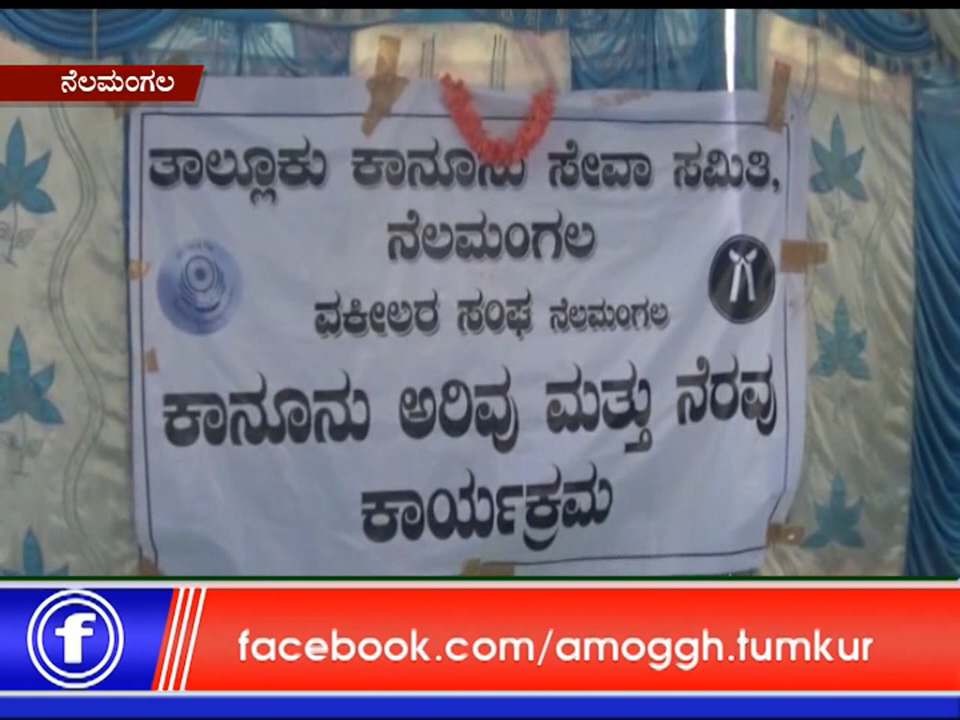 ನೆಲಮಂಗಲ
ತಾಲ್ಲೂಕು ಕಾನೂನು ಸೇವಾ ಸಮಿತಿ,
ನೆಲಮಂಗಲ
ವಕೀಲರ ಸಂಘ ನೆಲಮಂಗಲ
ಕಾನೂನು ಅರಿವು ಮತ್ತು ನೆರವು
ಕಾರ್ಯಕ್ರಮ
facebook.com/amoggh.tumkur